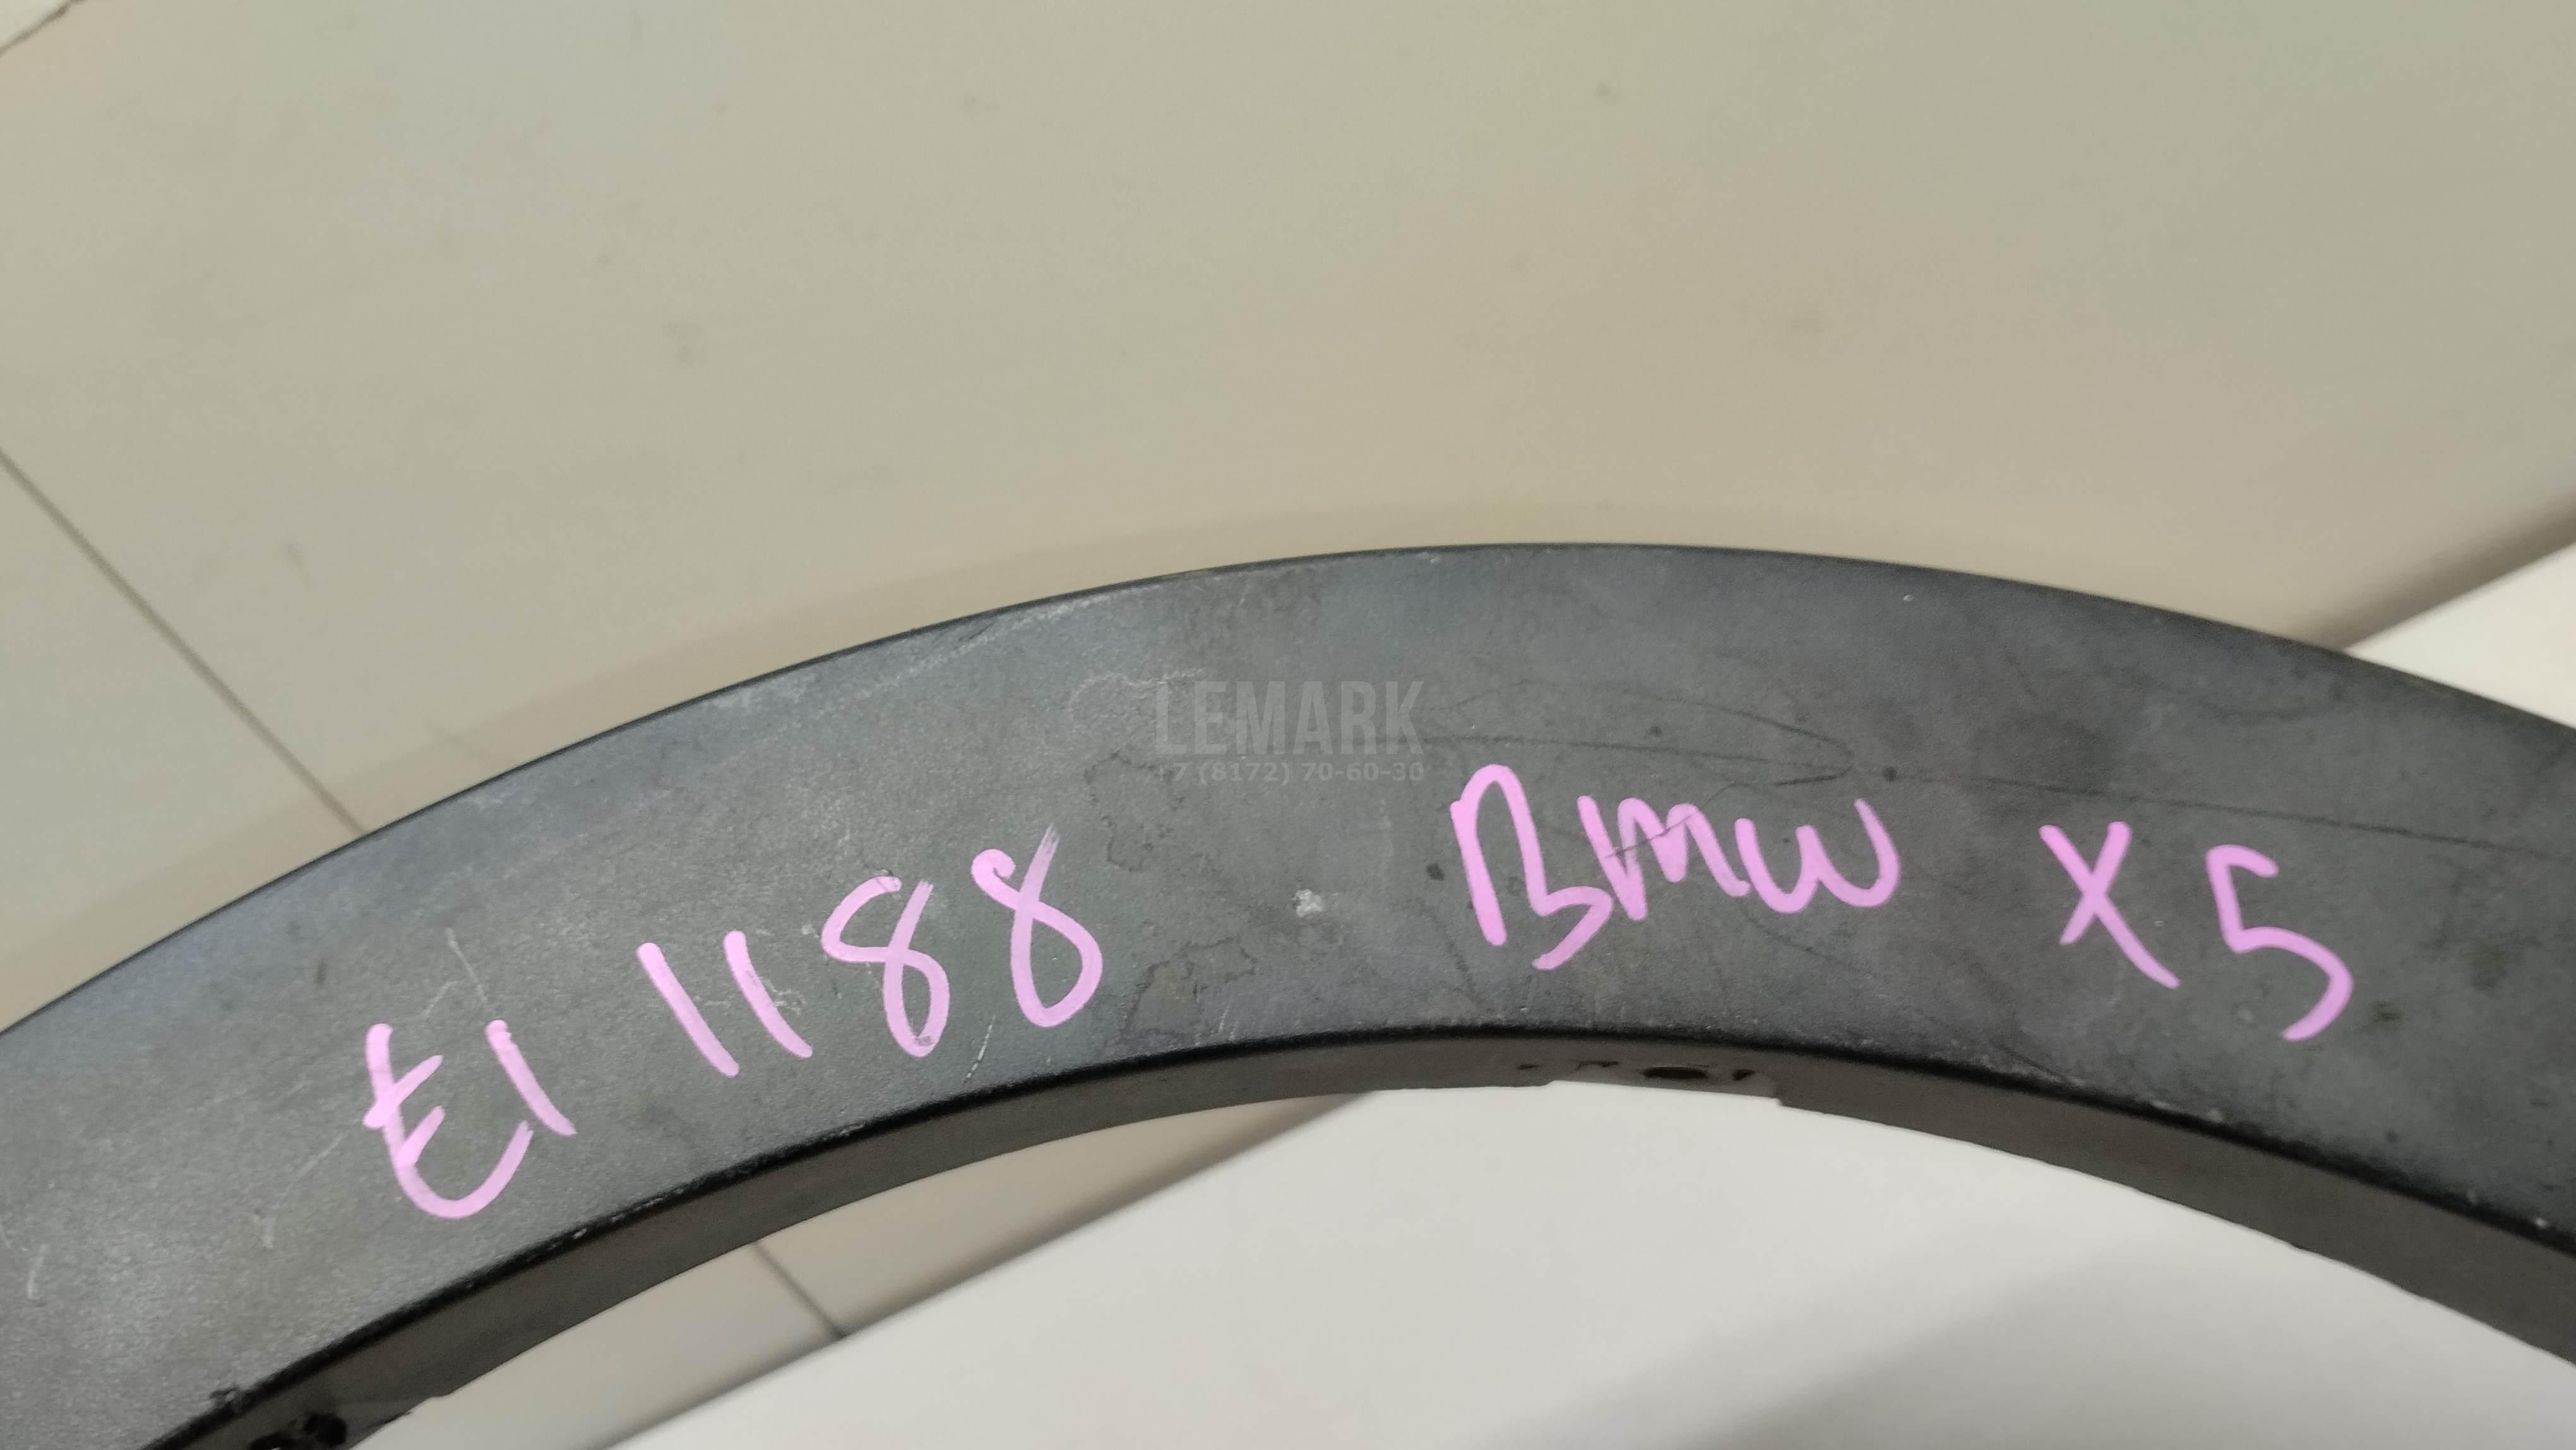 LEMARK
+7 (8172) 70-60-30
E1 1188 BMW X5